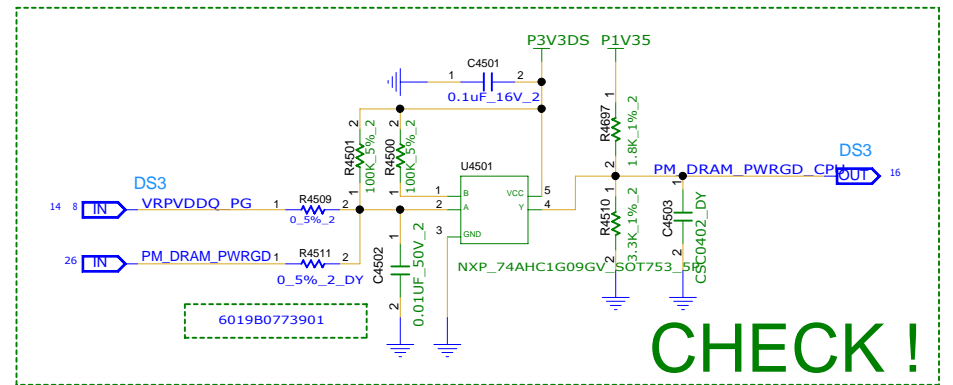 P3V3DS P1V35
C4501
1 2
0.1uF_16V_2
2 2
R4501
100K_5%_2
R4500
100K_5%_2
1 1
1
R4697
1.8K_1%_2
2
DS3
DS3
PM_DRAM_PWRGD_CPU
OUT 16
U4501
1 B VCC 5
2 A Y 4
3 GND
14 8 IN VRPVDDQ_PG 1 R4509 2
0_5%_2
26 IN PM_DRAM_PWRGD 1 R4511 2
0_5%_2_DY
1
C4502
0.01UF_50V_2
2
1
R4510
3.3K_1%_2
2
1
C4503
CSC0402_DY
2
NXP_74AHC1G09GV_SOT753_5P
6019B0773901
CHECK !